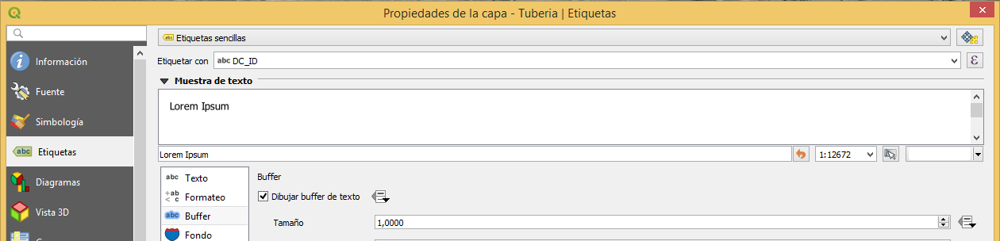 Propiedades de la capa - Tuberia | Etiquetas
Información
Fuente
Simbología
Etiquetas
Diagramas
Vista 3D
Etiquetas sencillas
Etiquetar con abc DC_ID
Muestra de texto
Lorem Ipsum
Lorem Ipsum
1:12672
abc Texto
Formateo
abc Buffer
Fondo
Buffer
Dibujar buffer de texto
Tamaño
1,0000